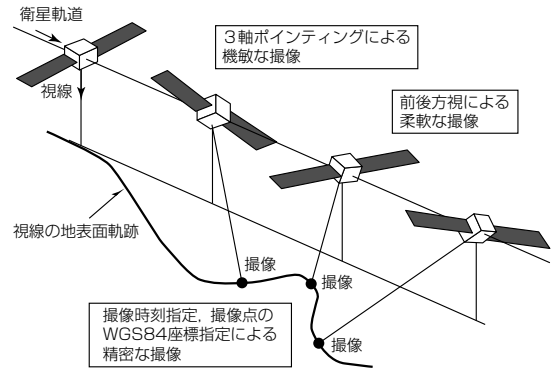 衛星軌道
3軸ポインティングによる
機敏な撮像
視線
前後方視による
柔軟な撮像
視線の地表面軌跡
撮像
撮像
撮像時刻指定，撮像点の
WGS84座標指定による
精密な撮像
撮像